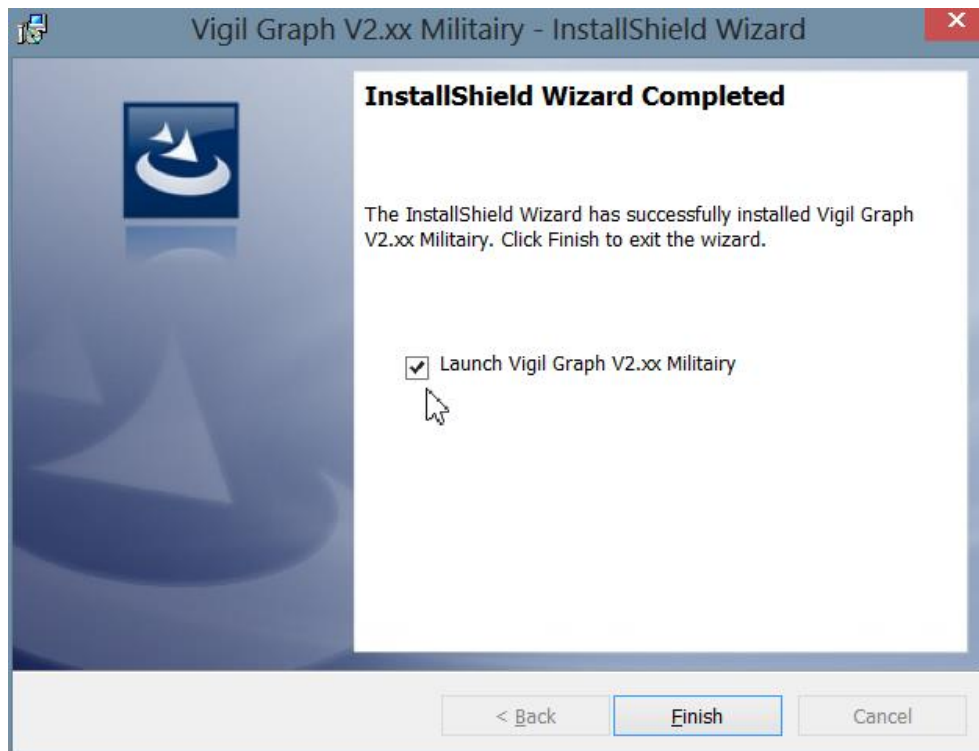 Vigil Graph V2.xx Militairy - InstallShield Wizard
InstallShield Wizard Completed
The InstallShield Wizard has successfully installed Vigil Graph
V2.xx Militairy. Click Finish to exit the wizard.
Launch Vigil Graph V2.xx Militairy
< Back Finish Cancel